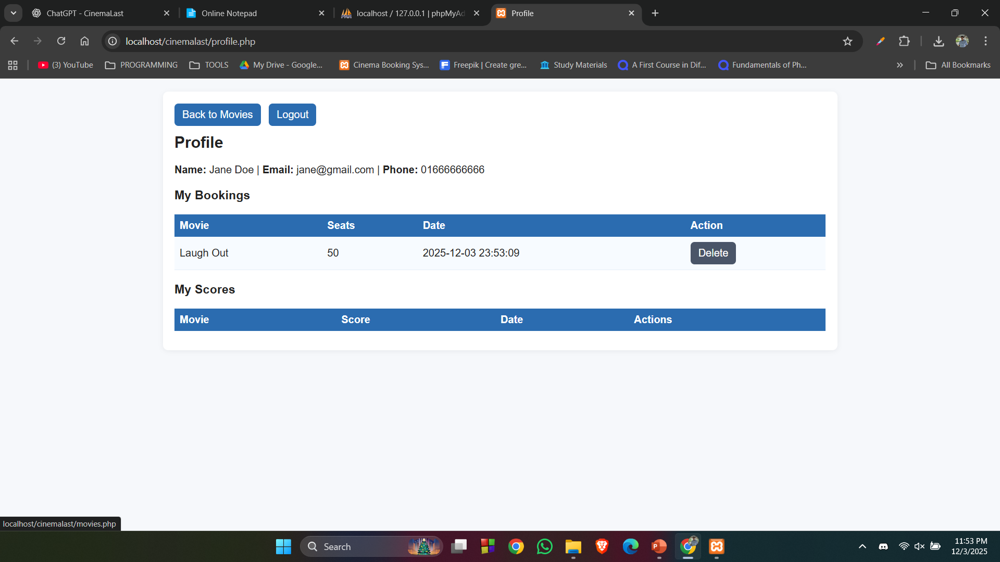 ChatGPT - CinemaLast
Online Notepad
localhost / 127.0.0.1 | phpMyAd
Profile
localhost/cinemalast/profile.php
(3) YouTube
PROGRAMMING
TOOLS
My Drive - Google...
Cinema Booking Sys...
Freepik | Create gre...
Study Materials
A First Course in Dif...
Fundamentals of Ph...
All Bookmarks
Back to Movies Logout
Profile
Name: Jane Doe | Email: jane@gmail.com | Phone: 01666666666
My Bookings
Movie Seats Date Action
Laugh Out 50 2025-12-03 23:53:09 Delete
My Scores
Movie Score Date Actions
localhost/cinemalast/movies.php
Search
11:53 PM
12/3/2025